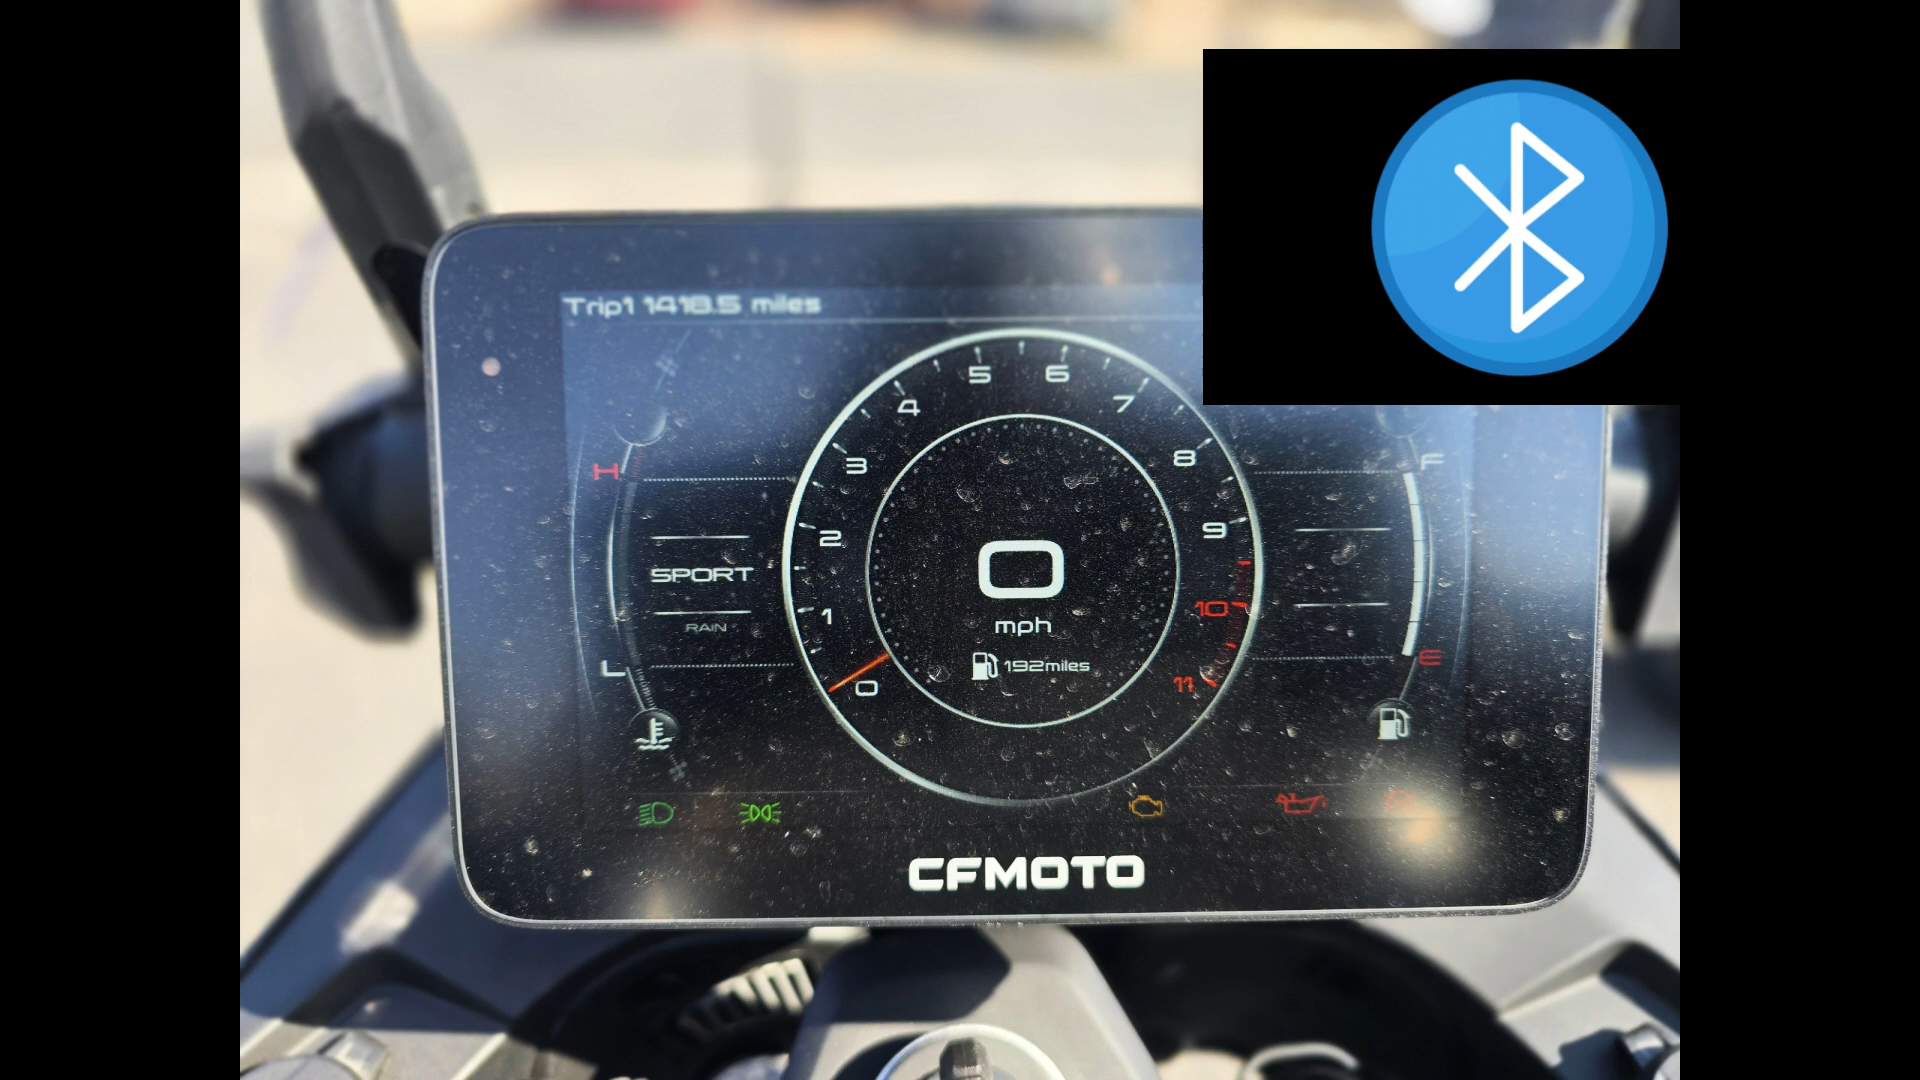 Trip1 1418.5 miles
5 6
4 7
3 8
H F
2 9
SPORT
0
10
1
mph
RAIN
192miles
E
L
11
0
CFMOTO